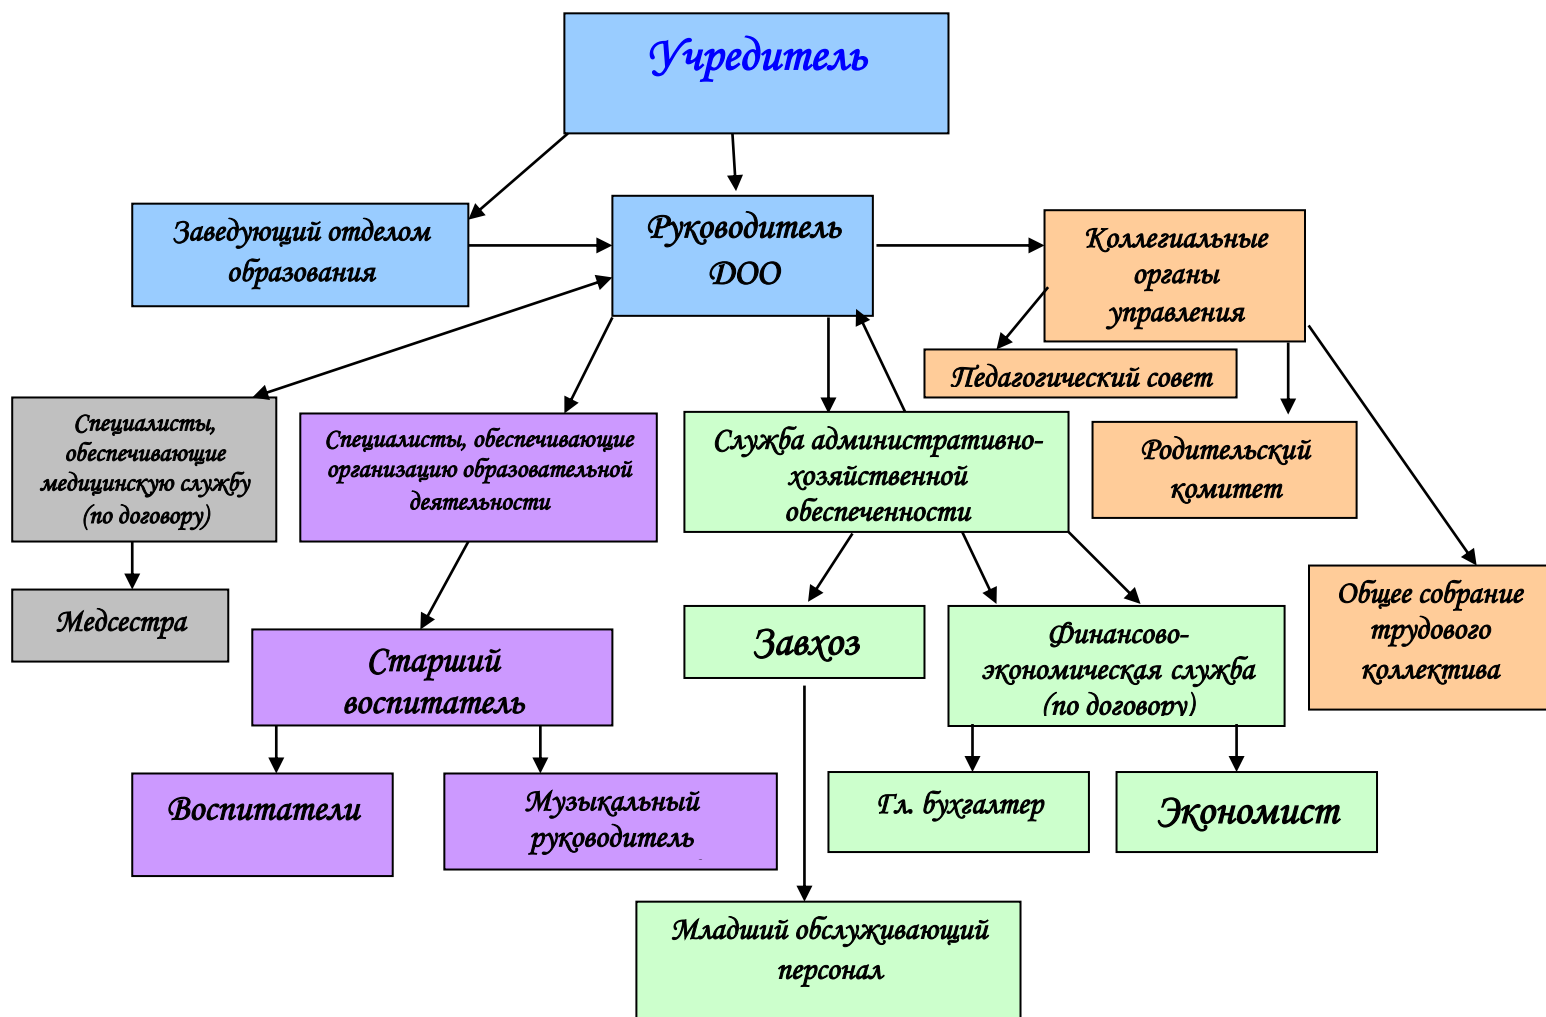 Учредитель
Заведующий отделом
образования
Руководитель
ДОО
Коллегиальные
органы
управления
Педагогический совет
Родительский
комитет
Общее собрание
трудового
коллектива
Специалисты,
обеспечивающие
медицинскую службу
(по договору)
Специалисты, обеспечивающие
организацию образовательной
деятельности
Служба административно-
хозяйственной
обеспеченности
Медсестра
Старший
воспитатель
Завхоз
Финансово-
экономическая служба
(по договору)
Воспитатели
Музыкальный
руководитель
Гл. бухгалтер
Экономист
Младший обслуживающий
персонал